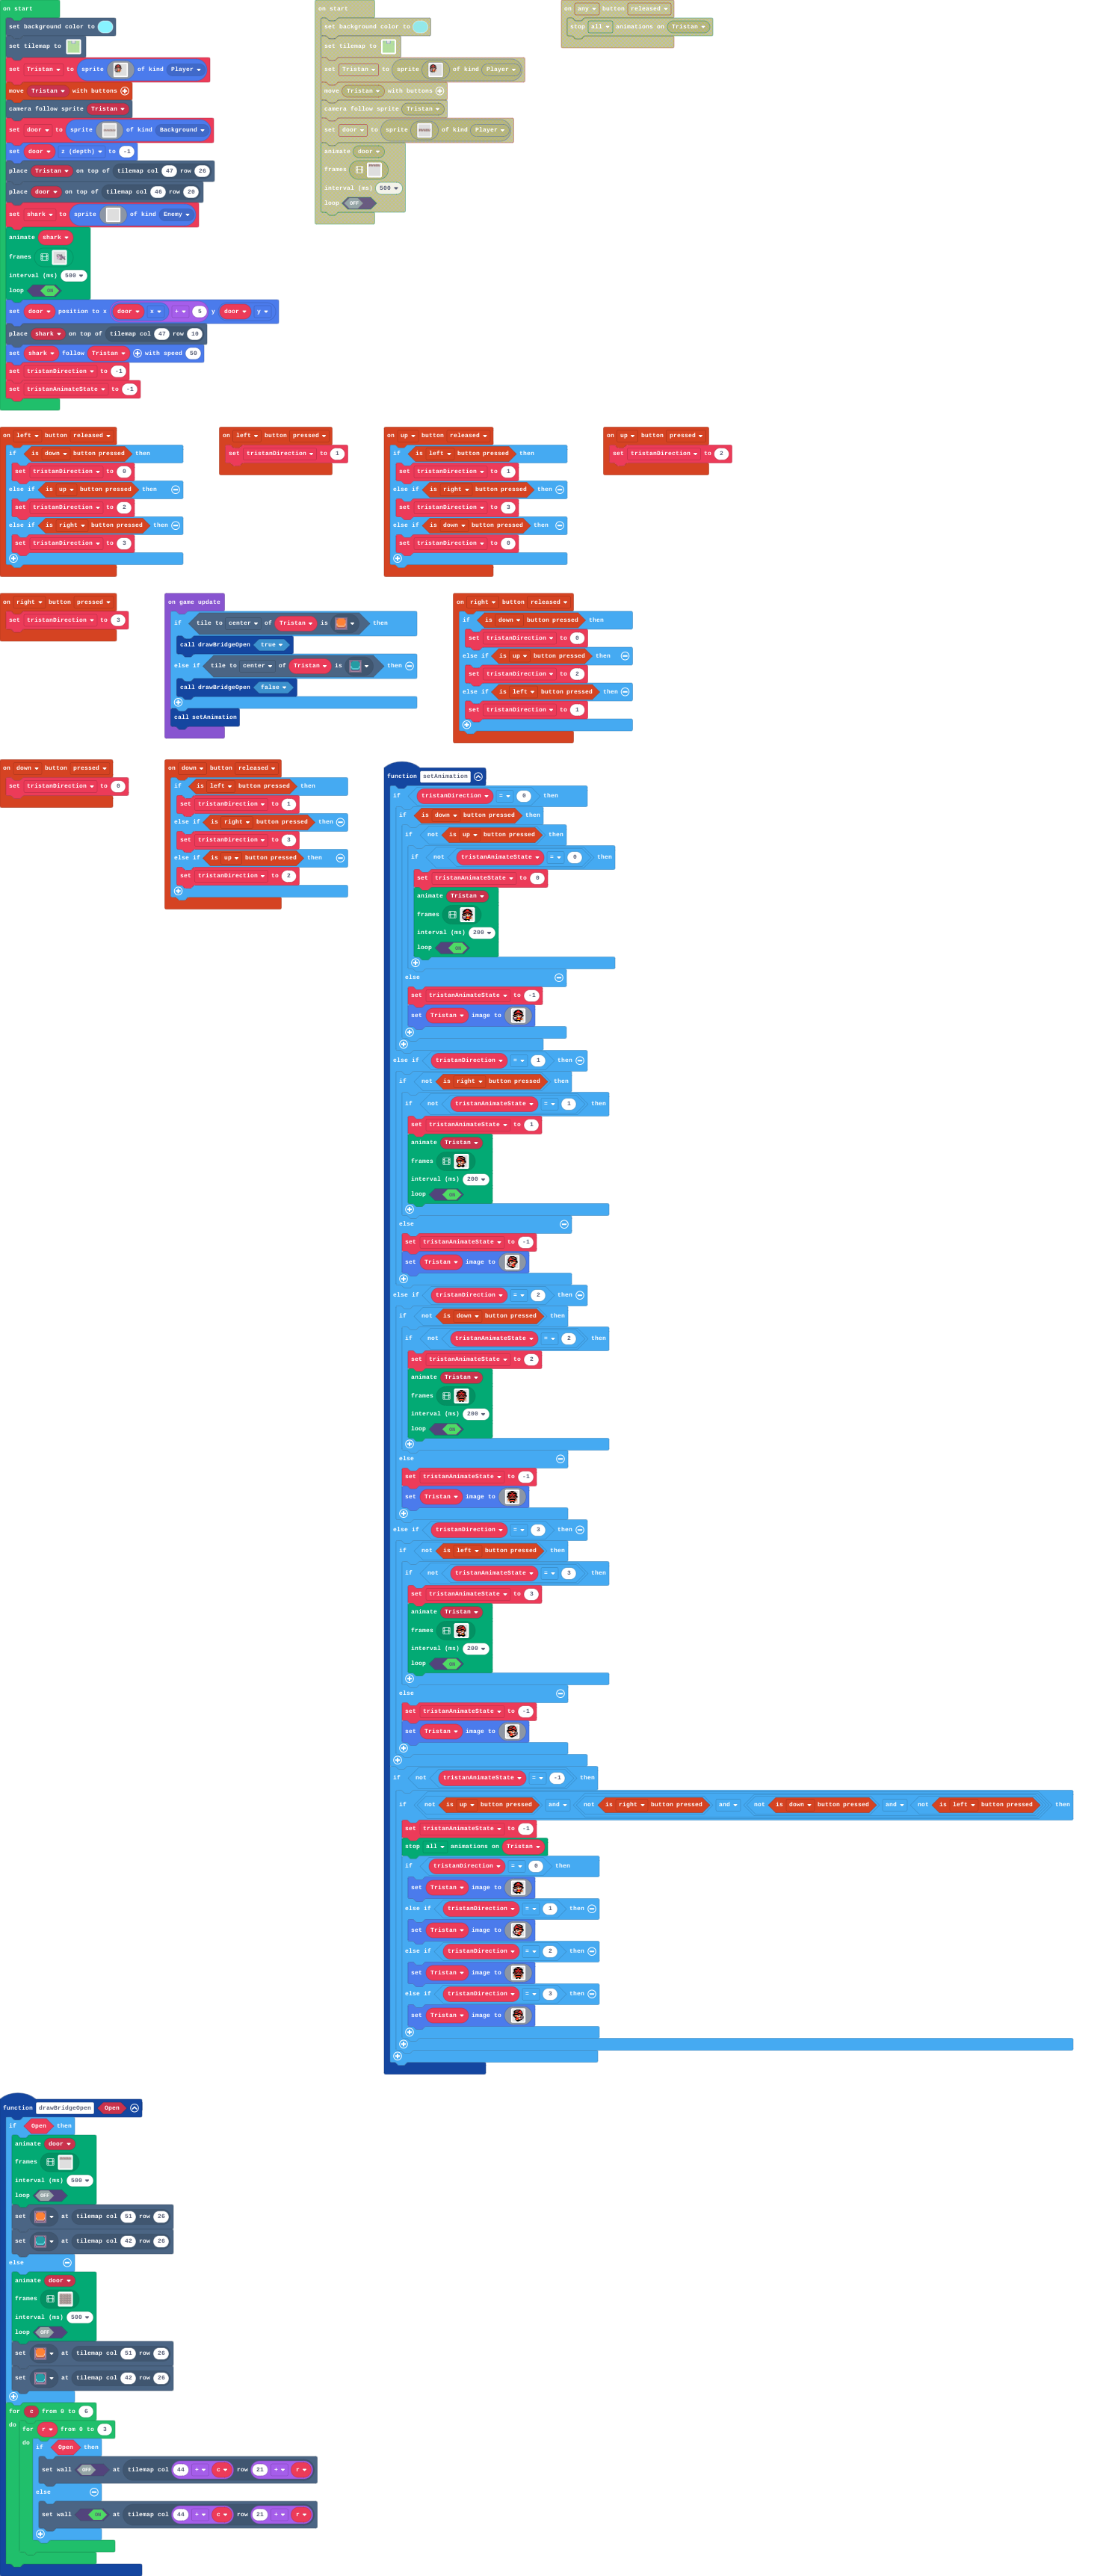 on start
set background color to
set tilemap to
set Tristan to sprite of kind Player
move Tristan with buttons
camera follow sprite Tristan
set door to sprite of kind Background
set door z (depth) to -1
place Tristan on top of tilemap col 47 row 26
place door on top of tilemap col 46 row 20
set shark to sprite of kind Enemy
animate shark
frames
interval (ms) 500
loop ON
set door position to x door x + 5 y door y
place shark on top of tilemap col 47 row 10
set shark follow Tristan with speed 50
set tristanDirection to -1
set tristanAnimateState to -1
on start
set background color to
set tilemap to
set Tristan to sprite of kind Player
move Tristan with buttons
camera follow sprite Tristan
set door to sprite of kind Player
animate door
frames
interval (ms) 500
loop OFF
on any button released
stop all animations on Tristan
on left button released
if is down button pressed then
set tristanDirection to 0
else if is up button pressed then
set tristanDirection to 2
else if is right button pressed then
set tristanDirection to 3
on left button pressed
set tristanDirection to 1
on up button released
if is left button pressed then
set tristanDirection to 1
else if is right button pressed then
set tristanDirection to 3
else if is down button pressed then
set tristanDirection to 0
on up button pressed
set tristanDirection to 2
on right button pressed
set tristanDirection to 3
on game update
if tile to center of Tristan is then
call drawBridgeOpen true
else if tile to center of Tristan is then
call drawBridgeOpen false
call setAnimation
on right button released
if is down button pressed then
set tristanDirection to 0
else if is up button pressed then
set tristanDirection to 2
else if is left button pressed then
set tristanDirection to 1
on down button pressed
set tristanDirection to 0
on down button released
if is left button pressed then
set tristanDirection to 1
else if is right button pressed then
set tristanDirection to 3
else if is up button pressed then
set tristanDirection to 2
function setAnimation
if tristanDirection = 0 then
if is down button pressed then
if not is up button pressed then
if not tristanAnimateState = 0 then
set tristanAnimateState to 0
animate Tristan
frames
interval (ms) 200
loop ON
else
set tristanAnimateState to -1
set Tristan image to
else if tristanDirection = 1 then
if not is right button pressed then
if not tristanAnimateState = 1 then
set tristanAnimateState to 1
animate Tristan
frames
interval (ms) 200
loop ON
else
set tristanAnimateState to -1
set Tristan image to
else if tristanDirection = 2 then
if not is down button pressed then
if not tristanAnimateState = 2 then
set tristanAnimateState to 2
animate Tristan
frames
interval (ms) 200
loop ON
else
set tristanAnimateState to -1
set Tristan image to
else if tristanDirection = 3 then
if not is left button pressed then
if not tristanAnimateState = 3 then
set tristanAnimateState to 3
animate Tristan
frames
interval (ms) 200
loop ON
else
set tristanAnimateState to -1
set Tristan image to
if not tristanAnimateState = -1 then
if not is up button pressed and not is right button pressed and not is down button pressed and not is left button pressed then
set tristanAnimateState to -1
stop all animations on Tristan
if tristanDirection = 0 then
set Tristan image to
else if tristanDirection = 1 then
set Tristan image to
else if tristanDirection = 2 then
set Tristan image to
else if tristanDirection = 3 then
set Tristan image to
function drawBridgeOpen Open
if Open then
animate door
frames
interval (ms) 500
loop OFF
set at tilemap col 51 row 26
set at tilemap col 42 row 26
else
animate door
frames
interval (ms) 500
loop OFF
set at tilemap col 51 row 26
set at tilemap col 42 row 26
for c from 0 to 6
do for r from 0 to 3
do if Open then
set wall OFF at tilemap col 44 + c row 21 + r
else
set wall ON at tilemap col 44 + c row 21 + r